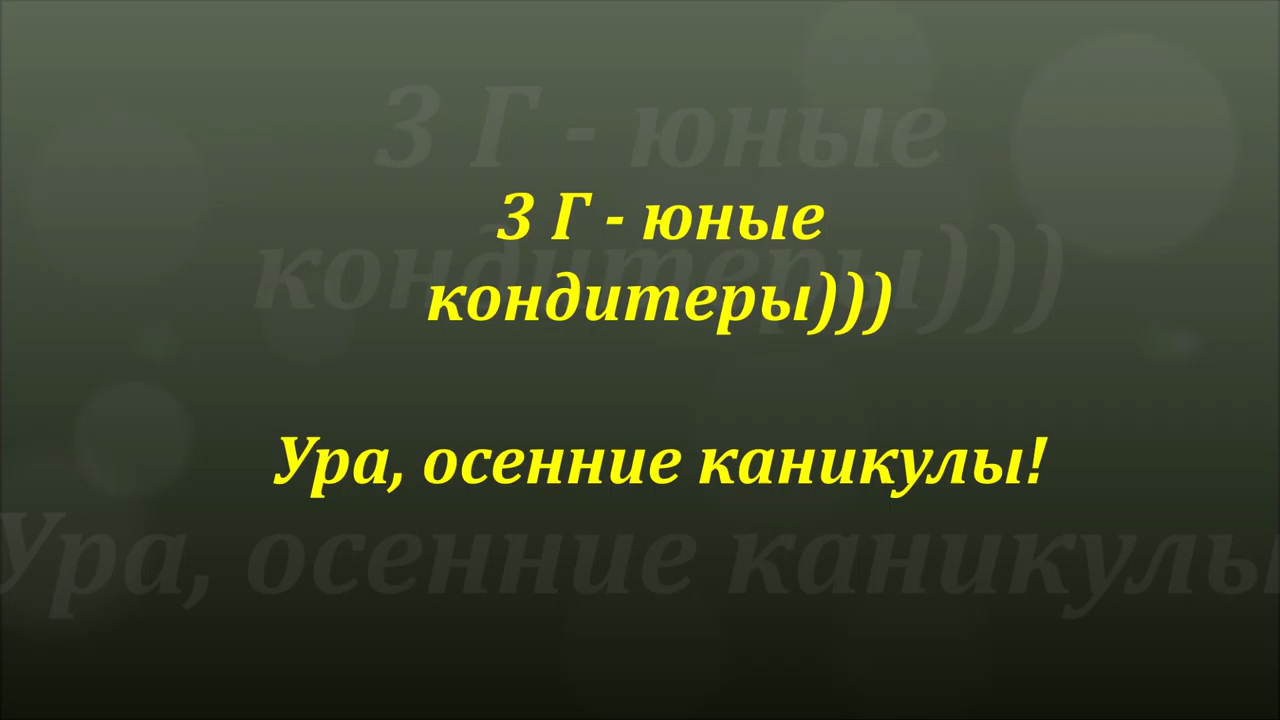 3 Г - юные
кондитеры)))
Ура, осенние каникулы!